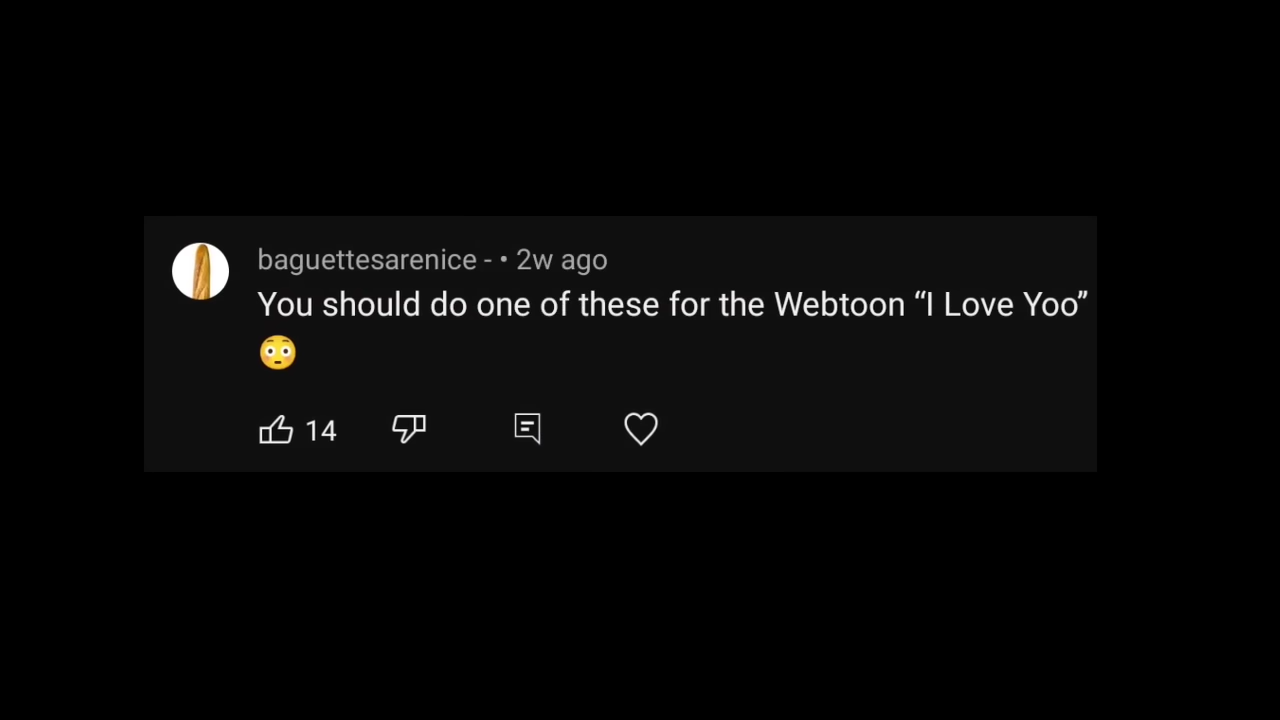 baguettesarenice - • 2w ago
You should do one of these for the Webtoon “I Love Yoo”
😳
14